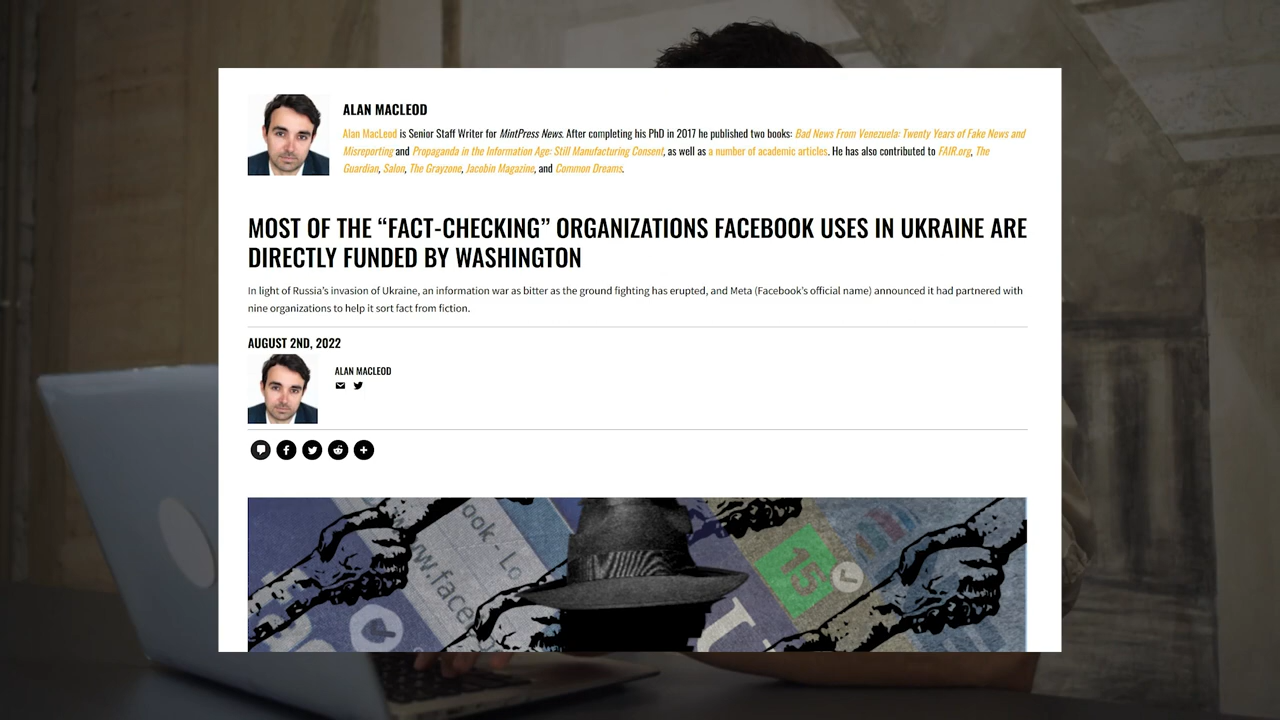 ALAN MACLEOD
Alan MacLeod is Senior Staff Writer for MintPress News. After completing his PhD in 2017 he published two books: Bad News From Venezuela: Twenty Years of Fake News and
Misreporting and Propaganda in the Information Age: Still Manufacturing Consent, as well as a number of academic articles. He has also contributed to FAIR.org, The
Guardian, Salon, The Grayzone, Jacobin Magazine, and Common Dreams.
MOST OF THE “FACT-CHECKING” ORGANIZATIONS FACEBOOK USES IN UKRAINE ARE
DIRECTLY FUNDED BY WASHINGTON
In light of Russia’s invasion of Ukraine, an information war as bitter as the ground fighting has erupted, and Meta (Facebook’s official name) announced it had partnered with
nine organizations to help it sort fact from fiction.
AUGUST 2ND, 2022
ALAN MACLEOD
ook - Lo
w.face
15